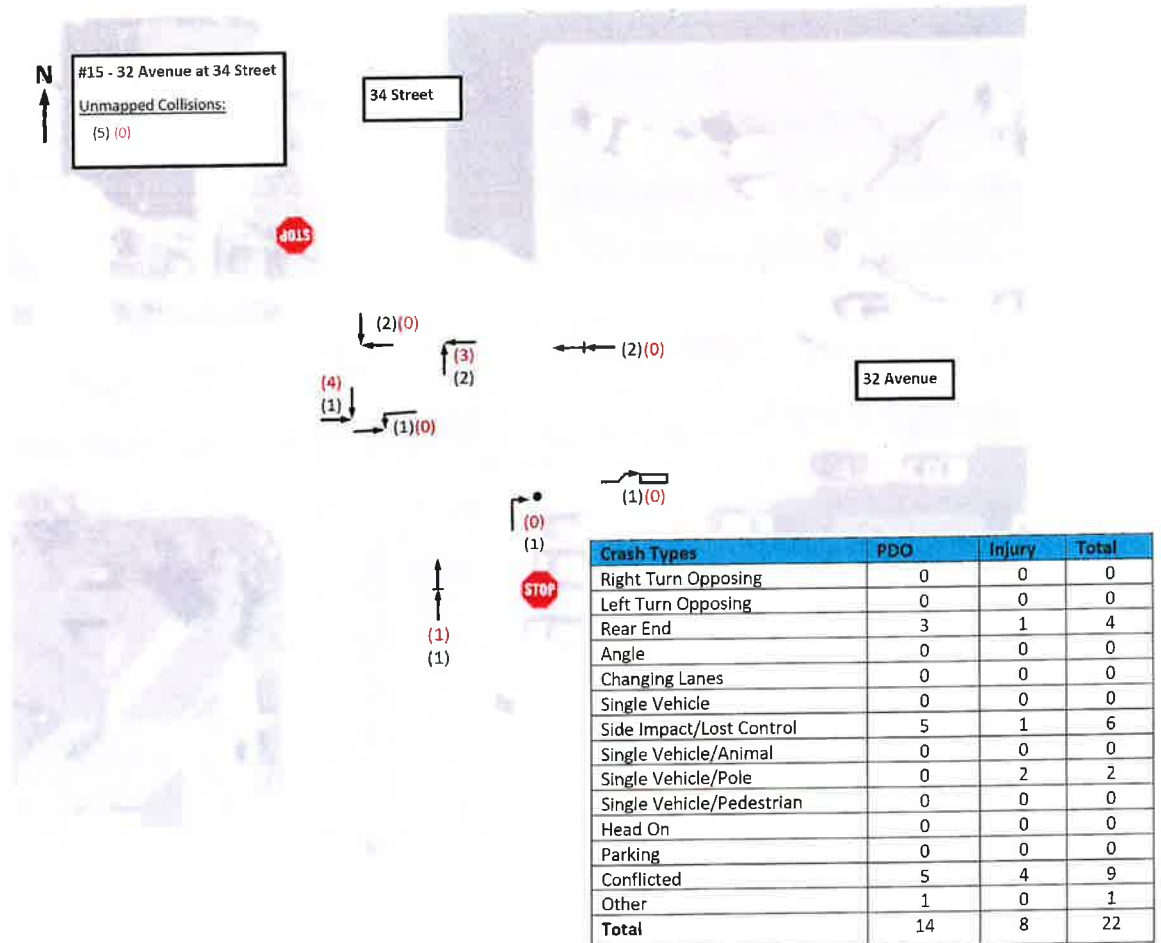 N
#15 - 32 Avenue at 34 Street
Unmapped Collisions:
(5) (0)
34 Street
STOP
(2)(0)
(3)
(2)
(2)(0)
32 Avenue
(4)
(1)
(1)(0)
(1)(0)
(0)
(1)
STOP
(1)
(1)
Crash Types PDO Injury Total
Right Turn Opposing 0 0 0
Left Turn Opposing 0 0 0
Rear End 3 1 4
Angle 0 0 0
Changing Lanes 0 0 0
Single Vehicle 0 0 0
Side Impact/Lost Control 5 1 6
Single Vehicle/Animal 0 0 0
Single Vehicle/Pole 0 2 2
Single Vehicle/Pedestrian 0 0 0
Head On 0 0 0
Parking 0 0 0
Conflicted 5 4 9
Other 1 0 1
Total 14 8 22